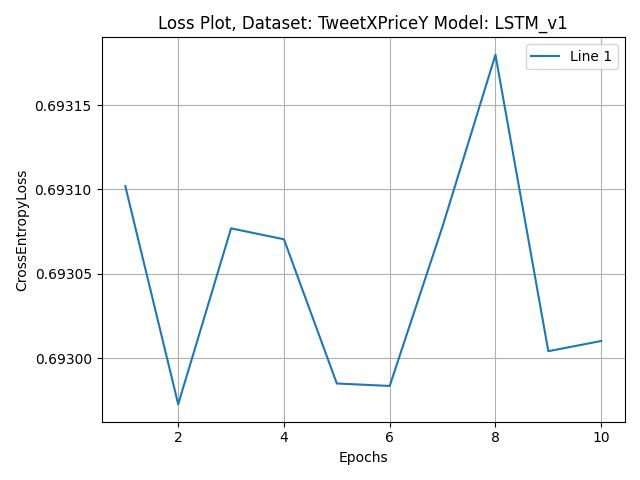 Loss Plot, Dataset: TweetXPriceY Model: LSTM_v1
Line 1
CrossEntropyLoss
0.69315
0.69310
0.69305
0.69300
2 4 6 8 10
Epochs